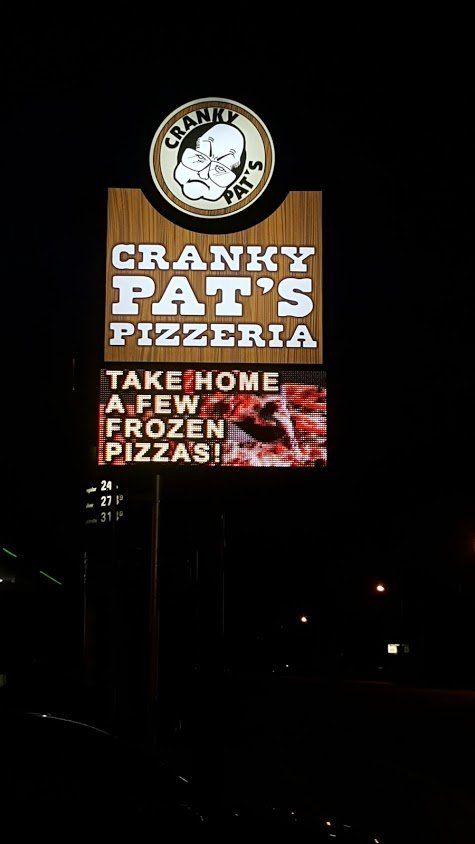 CRANKY
PAT'S
CRANKY
PAT'S
PIZZERIA
TAKE HOME
A FEW
FROZEN
PIZZAS!